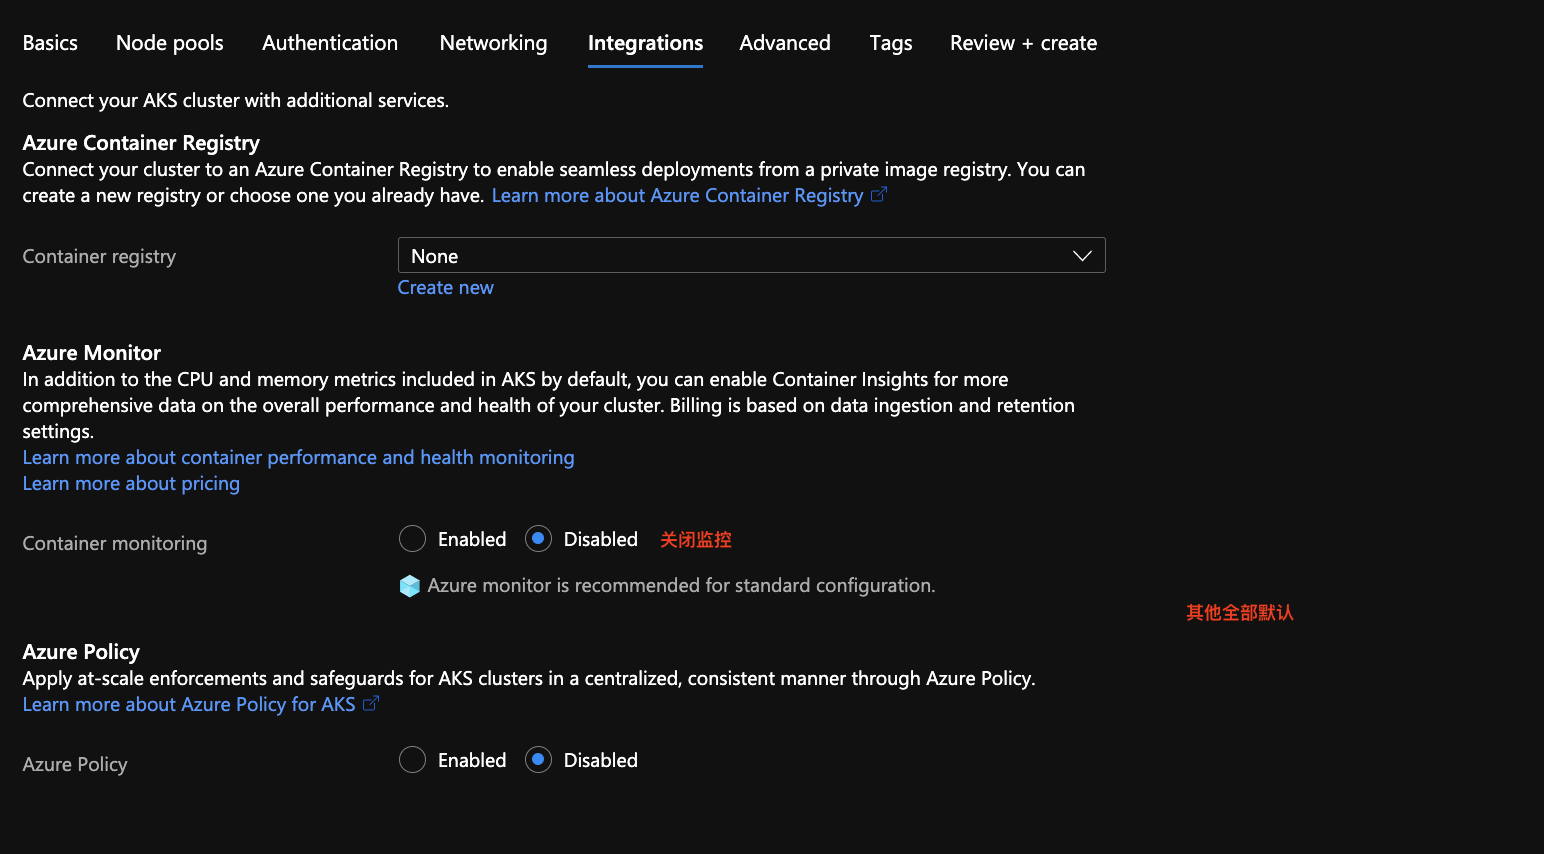 Basics Node pools Authentication Networking Integrations Advanced Tags Review + create
Connect your AKS cluster with additional services.
Azure Container Registry
Connect your cluster to an Azure Container Registry to enable seamless deployments from a private image registry. You can
create a new registry or choose one you already have. Learn more about Azure Container Registry
Container registry None
Create new
Azure Monitor
In addition to the CPU and memory metrics included in AKS by default, you can enable Container Insights for more
comprehensive data on the overall performance and health of your cluster. Billing is based on data ingestion and retention
settings.
Learn more about container performance and health monitoring
Learn more about pricing
Container monitoring Enabled Disabled 关闭监控
Azure monitor is recommended for standard configuration.
其他全部默认
Azure Policy
Apply at-scale enforcements and safeguards for AKS clusters in a centralized, consistent manner through Azure Policy.
Learn more about Azure Policy for AKS
Azure Policy Enabled Disabled